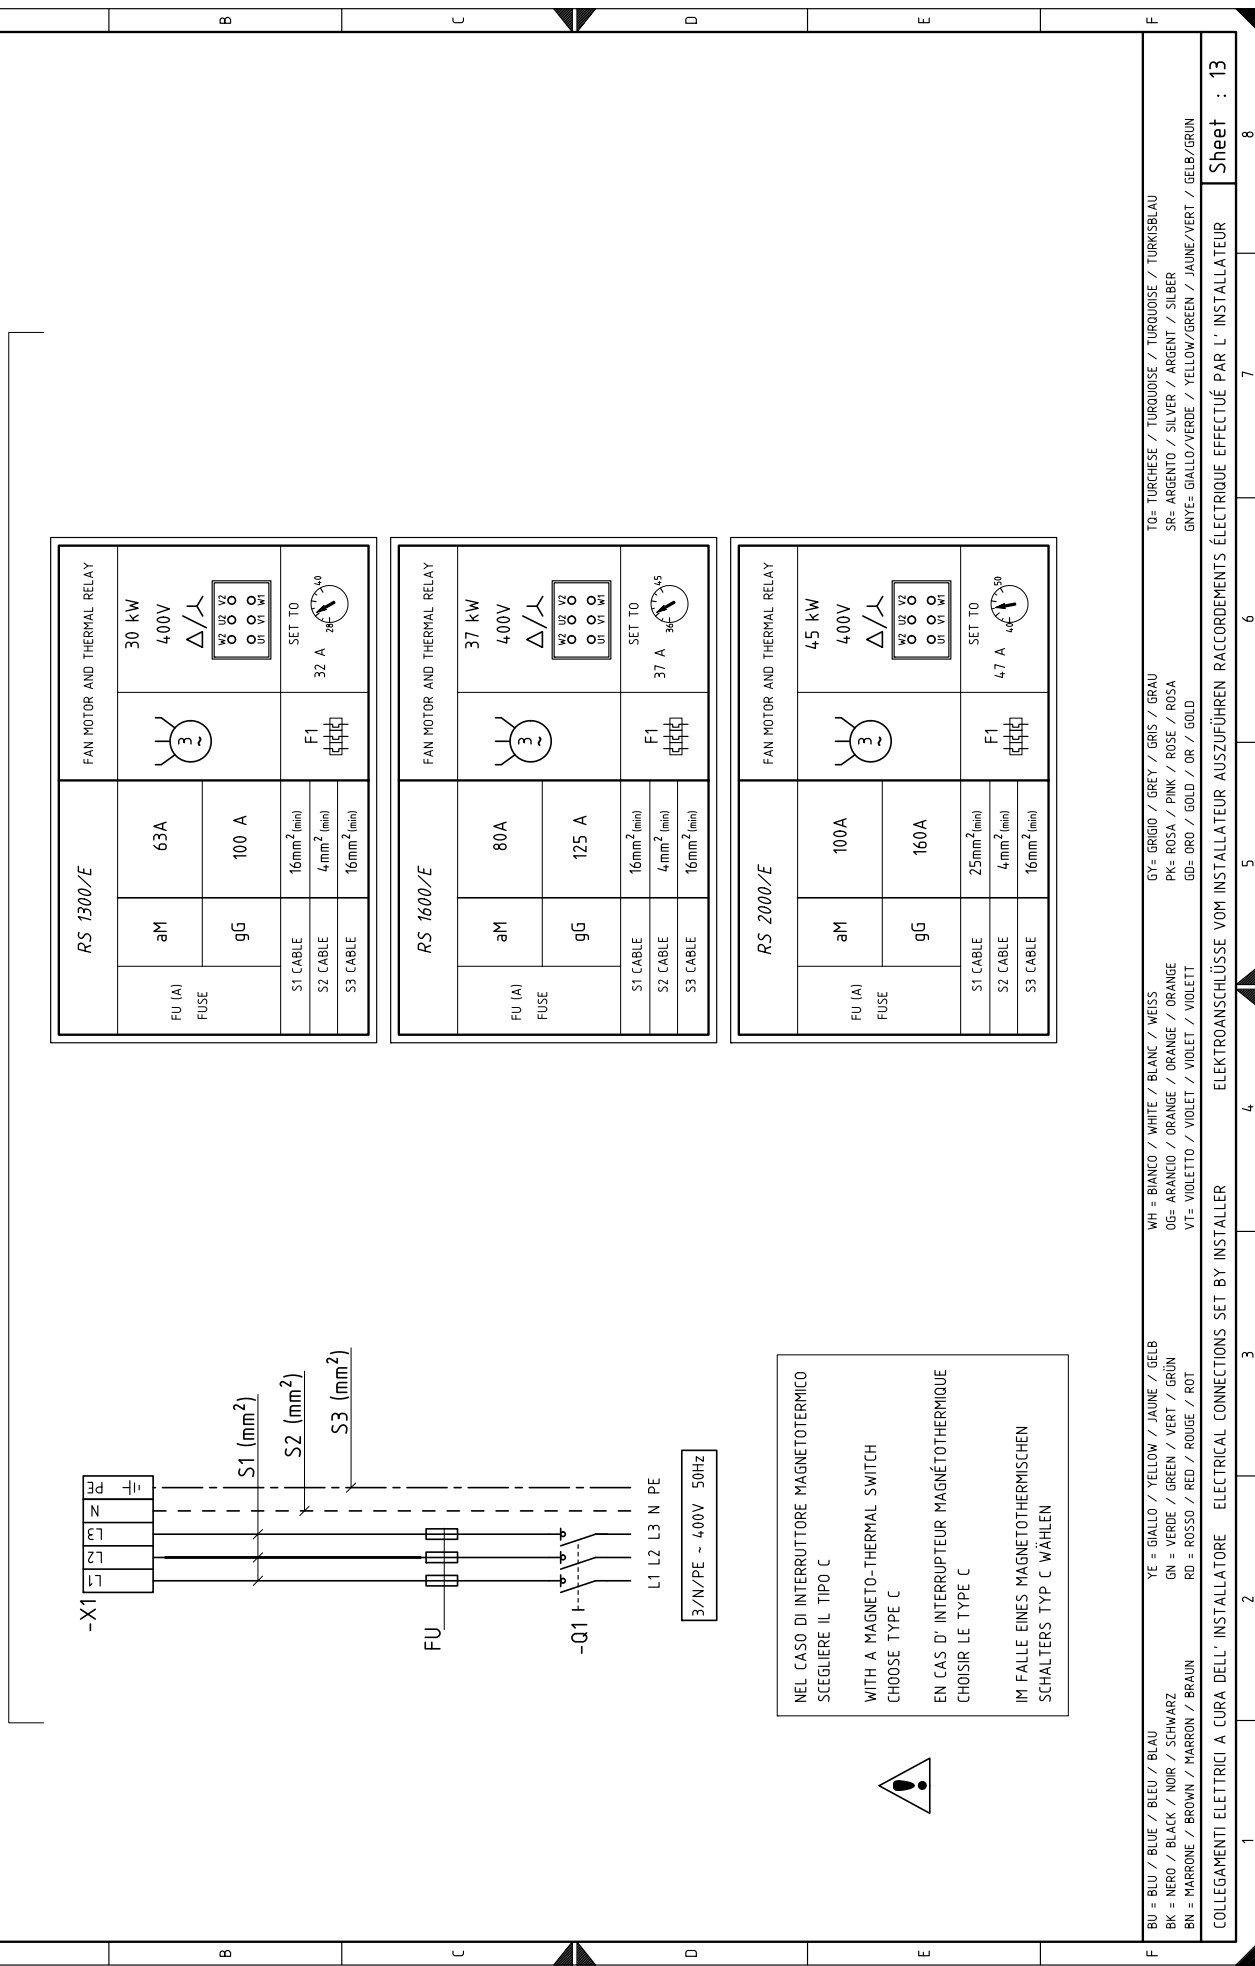 B
C
D
E
F
-X1
L1
L2
L3
N
PE
S1 (mm²)
S2 (mm²)
S3 (mm²)
FU
-Q1
L1 L2 L3 N PE
3/N/PE ~ 400V 50Hz
NEL CASO DI INTERRUTTORE MAGNETOTERMICO
SCEGLIERE IL TIPO C
WITH A MAGNETO-THERMAL SWITCH
CHOOSE TYPE C
EN CAS D' INTERRUPTEUR MAGNÉTOTHERMIQUE
CHOISIR LE TYPE C
IM FALLE EINES MAGNETOTHERMISCHEN
SCHALTERS TYP C WÄHLEN
RS 1300/E
FAN MOTOR AND THERMAL RELAY
FU (A)
FUSE
aM
63A
gG
100 A
3
~
30 kW
400V
W2 U2 V2
U1 V1 W1
S1 CABLE
16mm² (min)
S2 CABLE
4mm² (min)
S3 CABLE
16mm² (min)
F1
SET TO
32 A
28
40
RS 1600/E
FAN MOTOR AND THERMAL RELAY
FU (A)
FUSE
aM
80A
gG
125 A
3
~
37 kW
400V
W2 U2 V2
U1 V1 W1
S1 CABLE
16mm² (min)
S2 CABLE
4mm² (min)
S3 CABLE
16mm² (min)
F1
SET TO
37 A
36
45
RS 2000/E
FAN MOTOR AND THERMAL RELAY
FU (A)
FUSE
aM
100A
gG
160A
3
~
45 kW
400V
W2 U2 V2
U1 V1 W1
S1 CABLE
25mm² (min)
S2 CABLE
4mm² (min)
S3 CABLE
16mm² (min)
F1
SET TO
47 A
40
50
BU = BLU / BLUE / BLEU / BLAU
BK = NERO / BLACK / NOIR / SCHWARZ
BN = MARRONE / BROWN / MARRON / BRAUN
YE = GIALLO / YELLOW / JAUNE / GELB
GN = VERDE / GREEN / VERT / GRÜN
RD = ROSSO / RED / ROUGE / ROT
WH = BIANCO / WHITE / BLANC / WEISS
OG= ARANCIO / ORANGE / ORANGE / ORANGE
VT= VIOLETTO / VIOLET / VIOLET / VIOLETT
GY= GRIGIO / GREY / GRIS / GRAU
PK= ROSA / PINK / ROSE / ROSA
GD= ORO / GOLD / OR / GOLD
TQ= TURCHESE / TURQUOISE / TURQUOISE / TURKISBLAU
SR= ARGENTO / SILVER / ARGENT / SILBER
GNYE= GIALLO/VERDE / YELLOW/GREEN / JAUNE/VERT / GELB/GRUN
COLLEGAMENTI ELETTRICI A CURA DELL' INSTALLATORE ELECTRICAL CONNECTIONS SET BY INSTALLER ELEKTROANSCHLÜSSE VOM INSTALLATEUR AUSZUFÜHREN RACCORDEMENTS ÉLECTRIQUE EFFECTUÉ PAR L' INSTALLATEUR
Sheet : 13
1 2 3 4 5 6 7 8
B
C
D
E
F